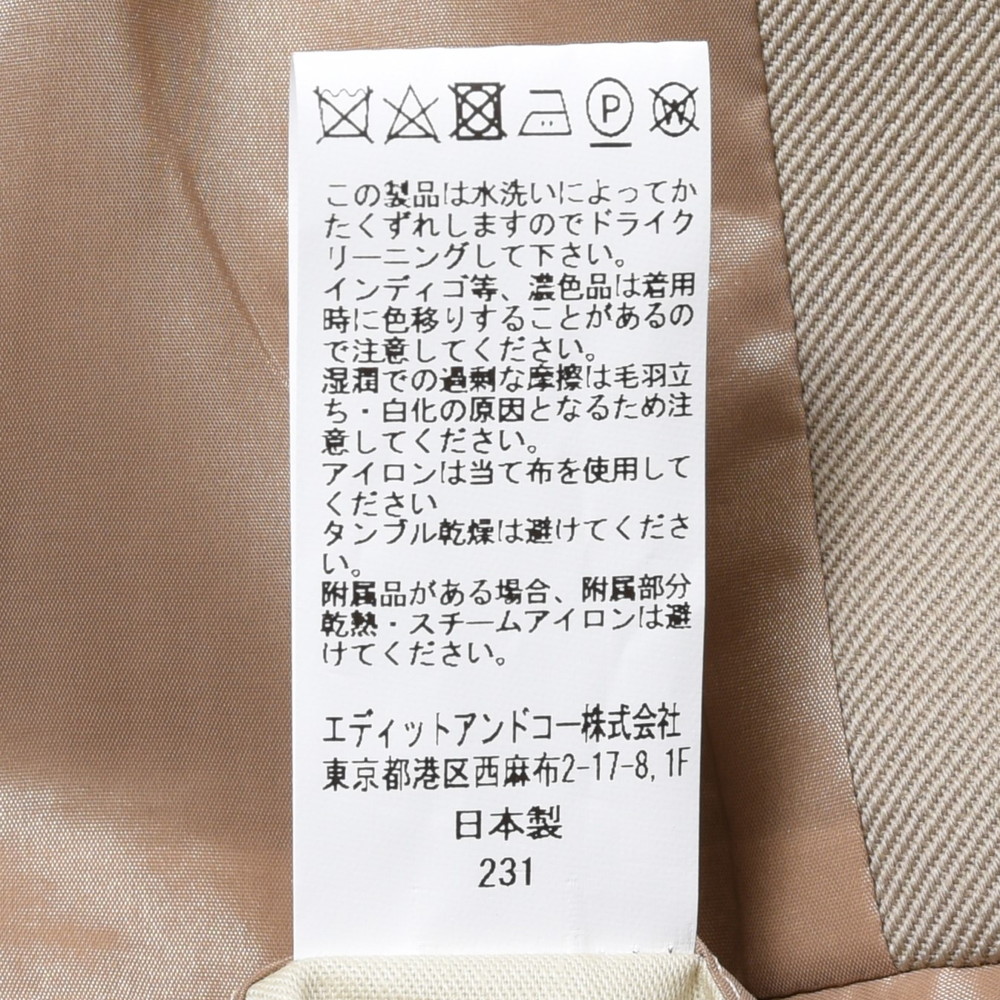 P W
この製品は水洗いによってか
たくずれしますのでドライク
リーニングして下さい。
インディゴ等、濃色品は着用
時に色移りすることがあるの
で注意してください。
湿潤での過剰な摩擦は毛羽立
ち・白化の原因となるため注
意してください。
アイロンは当て布を使用して
ください
タンブル乾燥は避けてくださ
い。
附属品がある場合、附属部分
乾熱・スチームアイロンは避
けてください。
エディットアンドコー株式会社
東京都港区西麻布2-17-8,1F
日本製
231